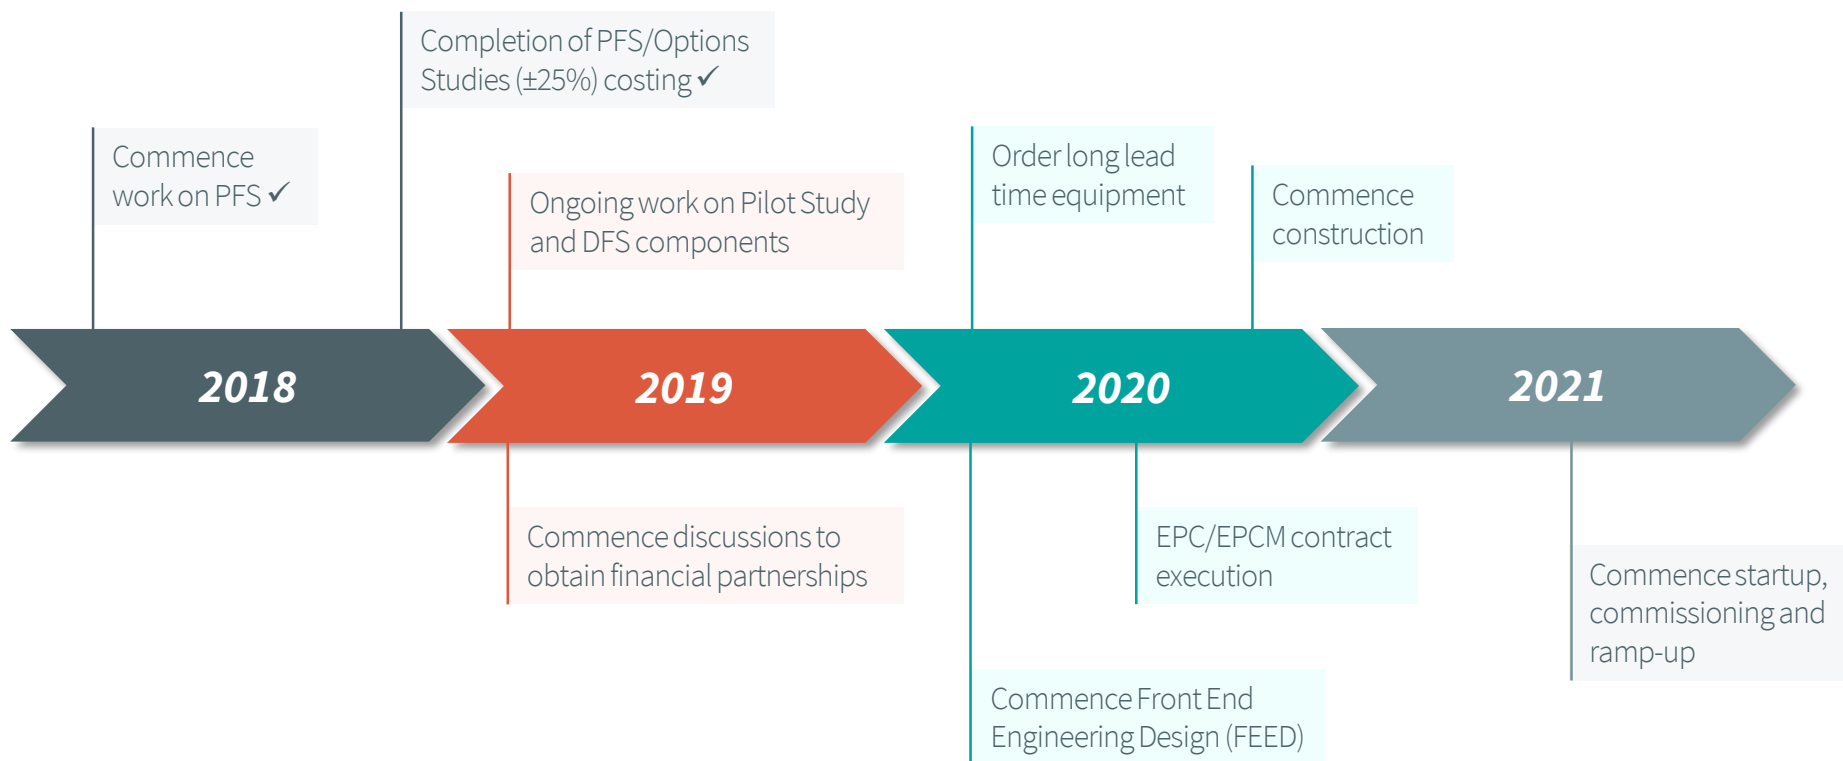 Completion of PFS/Options
Studies (±25%) costing ✓
Commence
work on PFS ✓
Ongoing work on Pilot Study
and DFS components
Order long lead
time equipment
Commence
construction
2018
2019
2020
2021
Commence discussions to
obtain financial partnerships
EPC/EPCM contract
execution
Commence startup,
commissioning and
ramp-up
Commence Front End
Engineering Design (FEED)